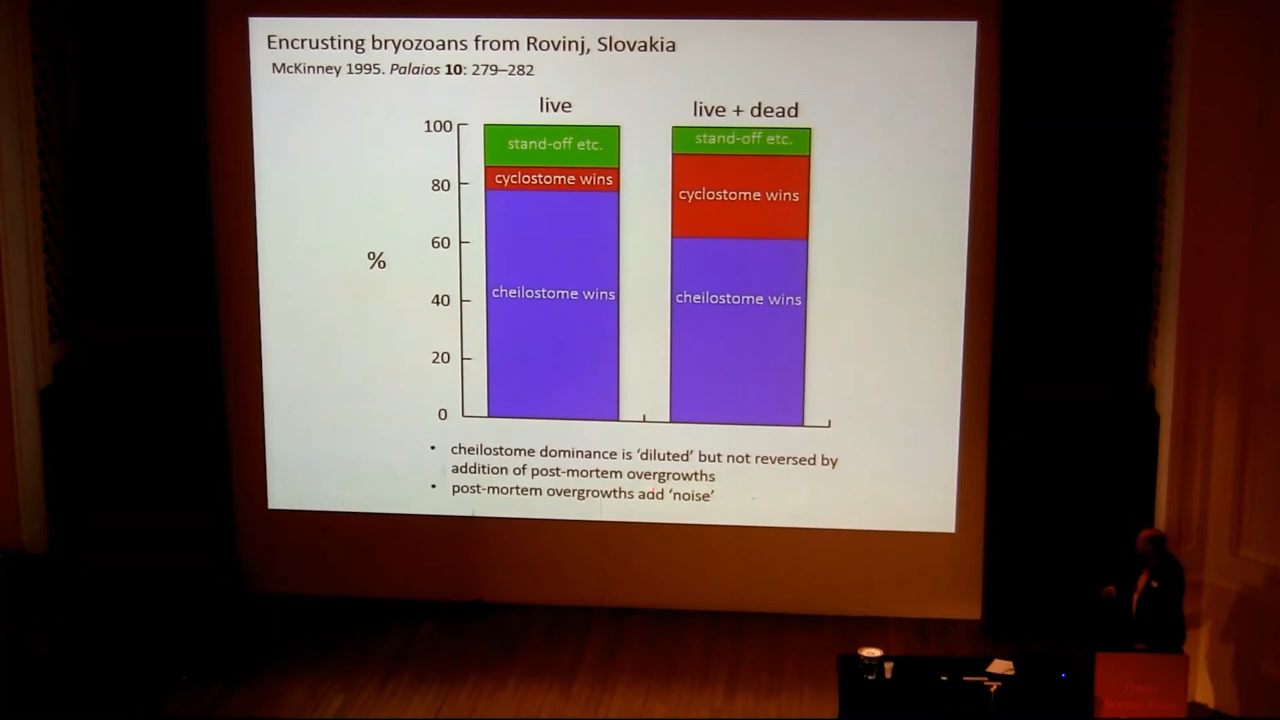 Encrusting bryozoans from Rovinj, Slovakia
McKinney 1995. Palaios 10: 279–282
live
live + dead
100
80
60
40
20
0
%
stand-off etc.
cyclostome wins
cheilostome wins
stand-off etc.
cyclostome wins
cheilostome wins
• cheilostome dominance is ‘diluted’ but not reversed by
addition of post-mortem overgrowths
• post-mortem overgrowths add ‘noise’